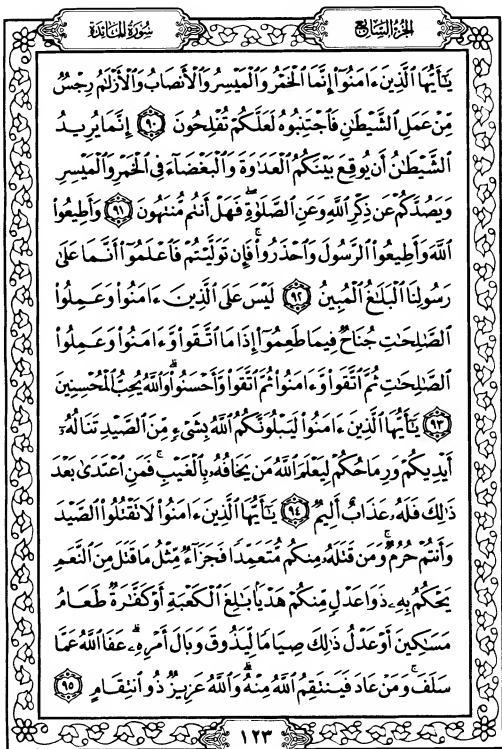 الجزء السابع
سورة المائدة
يَٰٓأَيُّهَا ٱلَّذِينَ ءَامَنُوٓا۟ إِنَّمَا ٱلْخَمْرُ وَٱلْمَيْسِرُ وَٱلْأَنصَابُ وَٱلْأَزْلَٰمُ رِجْسٌ
مِّنْ عَمَلِ ٱلشَّيْطَٰنِ فَٱجْتَنِبُوهُ لَعَلَّكُمْ تُفْلِحُونَ ٩٠ إِنَّمَا يُرِيدُ
ٱلشَّيْطَٰنُ أَن يُوقِعَ بَيْنَكُمُ ٱلْعَدَٰوَةَ وَٱلْبَغْضَآءَ فِى ٱلْخَمْرِ وَٱلْمَيْسِرِ
وَيَصُدَّكُمْ عَن ذِكْرِ ٱللَّهِ وَعَنِ ٱلصَّلَوٰةِ ۖ فَهَلْ أَنتُم مُّنتَهُونَ ٩١ وَأَطِيعُوا۟
ٱللَّهَ وَأَطِيعُوا۟ ٱلرَّسُولَ وَٱحْذَرُوا۟ ۚ فَإِن تَوَلَّيْتُمْ فَٱعْلَمُوٓا۟ أَنَّمَا عَلَىٰ
رَسُولِنَا ٱلْبَلَٰغُ ٱلْمُبِينُ ٩٢ لَيْسَ عَلَى ٱلَّذِينَ ءَامَنُوا۟ وَعَمِلُوا۟
ٱلصَّٰلِحَٰتِ جُنَاحٌ فِيمَا طَعِمُوٓا۟ إِذَا مَا ٱتَّقَوا۟ وَّءَامَنُوا۟ وَعَمِلُوا۟
ٱلصَّٰلِحَٰتِ ثُمَّ ٱتَّقَوا۟ وَّءَامَنُوا۟ ثُمَّ ٱتَّقَوا۟ وَّأَحْسَنُوا۟ ۗ وَٱللَّهُ يُحِبُّ ٱلْمُحْسِنِينَ
٩٣ يَٰٓأَيُّهَا ٱلَّذِينَ ءَامَنُوا۟ لَيَبْلُوَنَّكُمُ ٱللَّهُ بِشَىْءٍ مِّنَ ٱلصَّيْدِ تَنَالُهُۥٓ
أَيْدِيكُمْ وَرِمَاحُكُمْ لِيَعْلَمَ ٱللَّهُ مَن يَخَافُهُۥ بِٱلْغَيْبِ ۚ فَمَنِ ٱعْتَدَىٰ بَعْدَ
ذَٰلِكَ فَلَهُۥ عَذَابٌ أَلِيمٌ ٩٤ يَٰٓأَيُّهَا ٱلَّذِينَ ءَامَنُوا۟ لَا تَقْتُلُوا۟ ٱلصَّيْدَ
وَأَنتُمْ حُرُمٌ ۚ وَمَن قَتَلَهُۥ مِنكُم مُّتَعَمِّدًا فَجَزَآءٌ مِّثْلُ مَا قَتَلَ مِنَ ٱلنَّعَمِ
يَحْكُمُ بِهِۦ ذَوَا عَدْلٍ مِّنكُمْ هَدْيًۢا بَٰلِغَ ٱلْكَعْبَةِ أَوْ كَفَّٰرَةٌ طَعَامُ
مَسَٰكِينَ أَوْ عَدْلُ ذَٰلِكَ صِيَامًا لِّيَذُوقَ وَبَالَ أَمْرِهِۦ ۗ عَفَا ٱللَّهُ عَمَّا
سَلَفَ ۚ وَمَنْ عَادَ فَيَنتَقِمُ ٱللَّهُ مِنْهُ ۗ وَٱللَّهُ عَزِيزٌ ذُو ٱنتِقَامٍ ٩٥
١٢٣